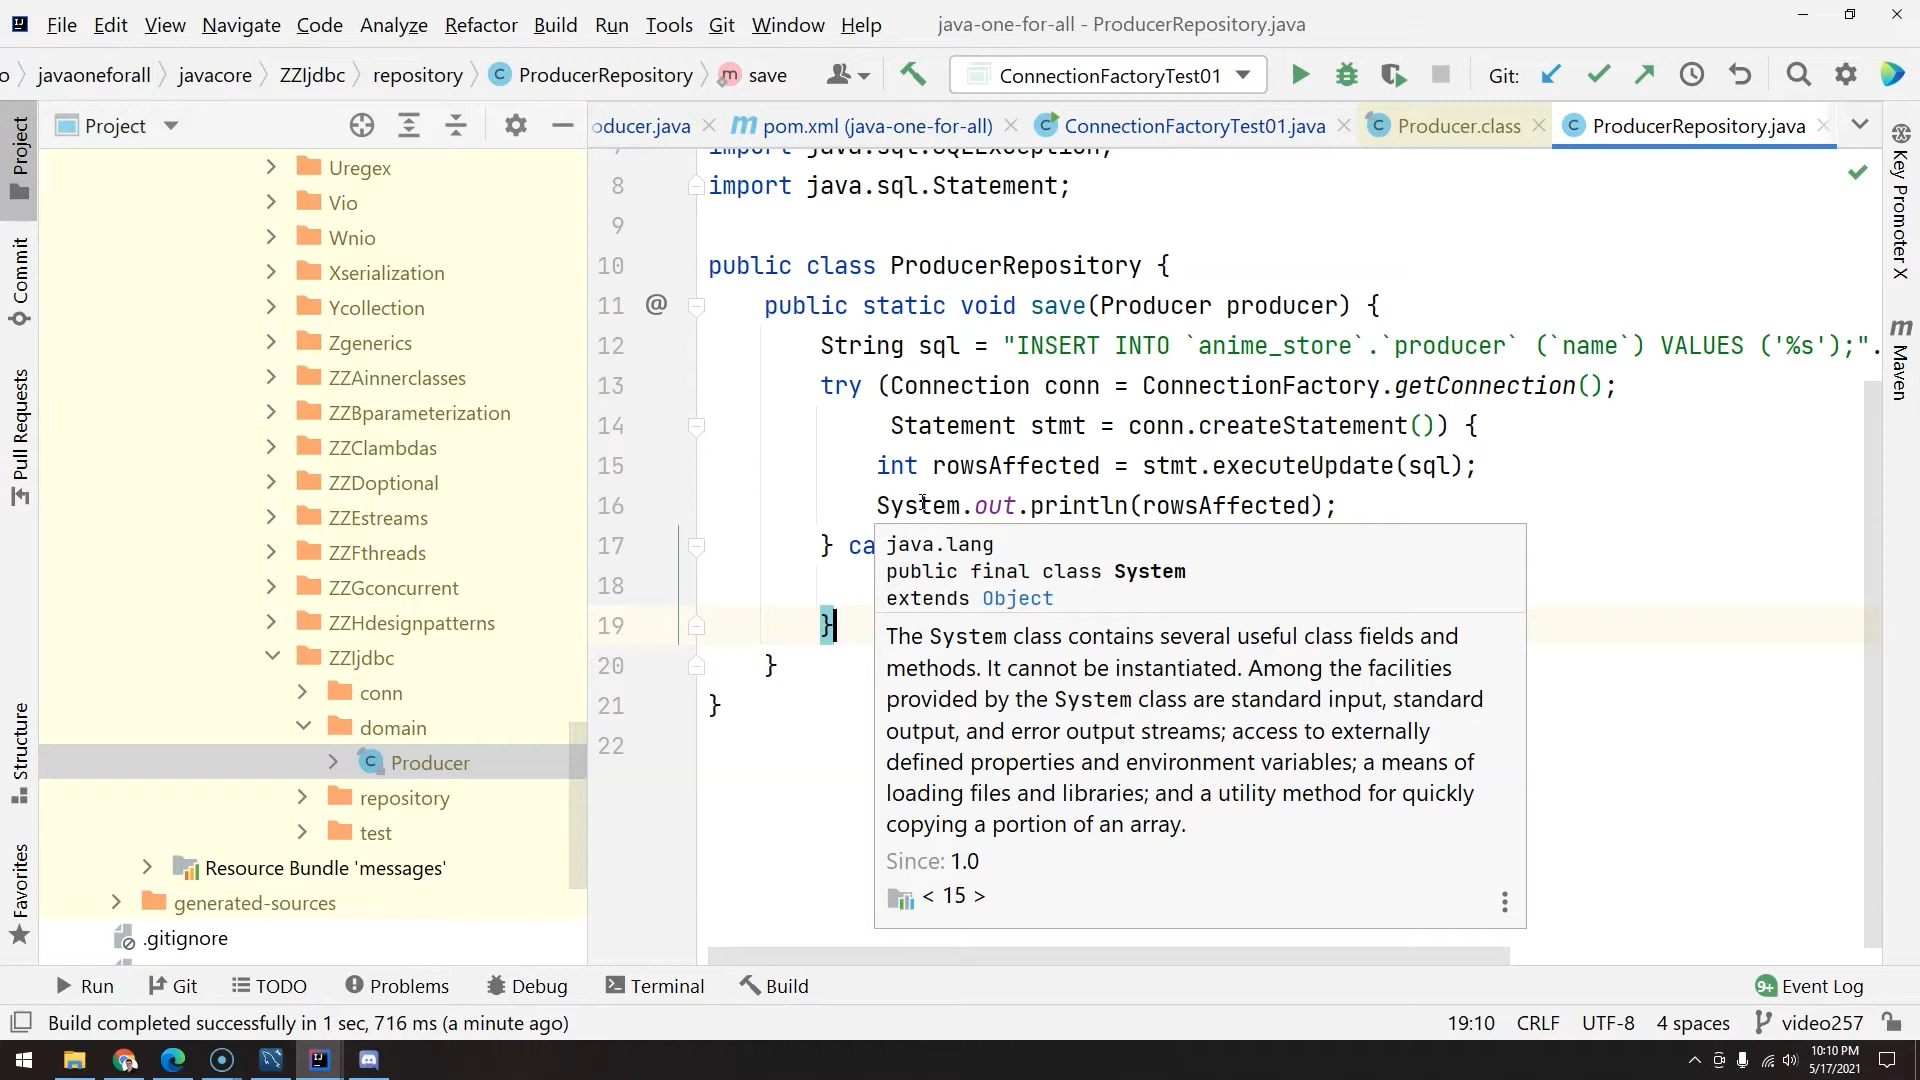 File Edit View Navigate Code Analyze Refactor Build Run Tools Git Window Help java-one-for-all - ProducerRepository.java
javaoneforall javacore ZZIjdbc repository ProducerRepository save ConnectionFactoryTest01 Git:
Project oducer.java pom.xml (java-one-for-all) ConnectionFactoryTest01.java Producer.class ProducerRepository.java
Project
Commit
Pull Requests
Structure
Favorites
Uregex
Vio
Wnio
Xserialization
Ycollection
Zgenerics
ZZAinnerclasses
ZZBparameterization
ZZClambdas
ZZDoptional
ZZEstreams
ZZFthreads
ZZGconcurrent
ZZHdesignpatterns
ZZIjdbc
conn
domain
Producer
repository
test
Resource Bundle 'messages'
generated-sources
.gitignore
7 import java.sql.SQLException;
8 import java.sql.Statement;
9
10 public class ProducerRepository {
11 @ public static void save(Producer producer) {
12 String sql = "INSERT INTO `anime_store`.`producer` (`name`) VALUES ('%s');".
13 try (Connection conn = ConnectionFactory.getConnection();
14 Statement stmt = conn.createStatement()) {
15 int rowsAffected = stmt.executeUpdate(sql);
16 System.out.println(rowsAffected);
17 } ca
18
19 }
20 }
21 }
22
java.lang
public final class System
extends Object
The System class contains several useful class fields and
methods. It cannot be instantiated. Among the facilities
provided by the System class are standard input, standard
output, and error output streams; access to externally
defined properties and environment variables; a means of
loading files and libraries; and a utility method for quickly
copying a portion of an array.
Since: 1.0
< 15 >
Key Promoter X
Maven
Run Git TODO Problems Debug Terminal Build 9+ Event Log
Build completed successfully in 1 sec, 716 ms (a minute ago) 19:10 CRLF UTF-8 4 spaces video257
10:10 PM
5/17/2021